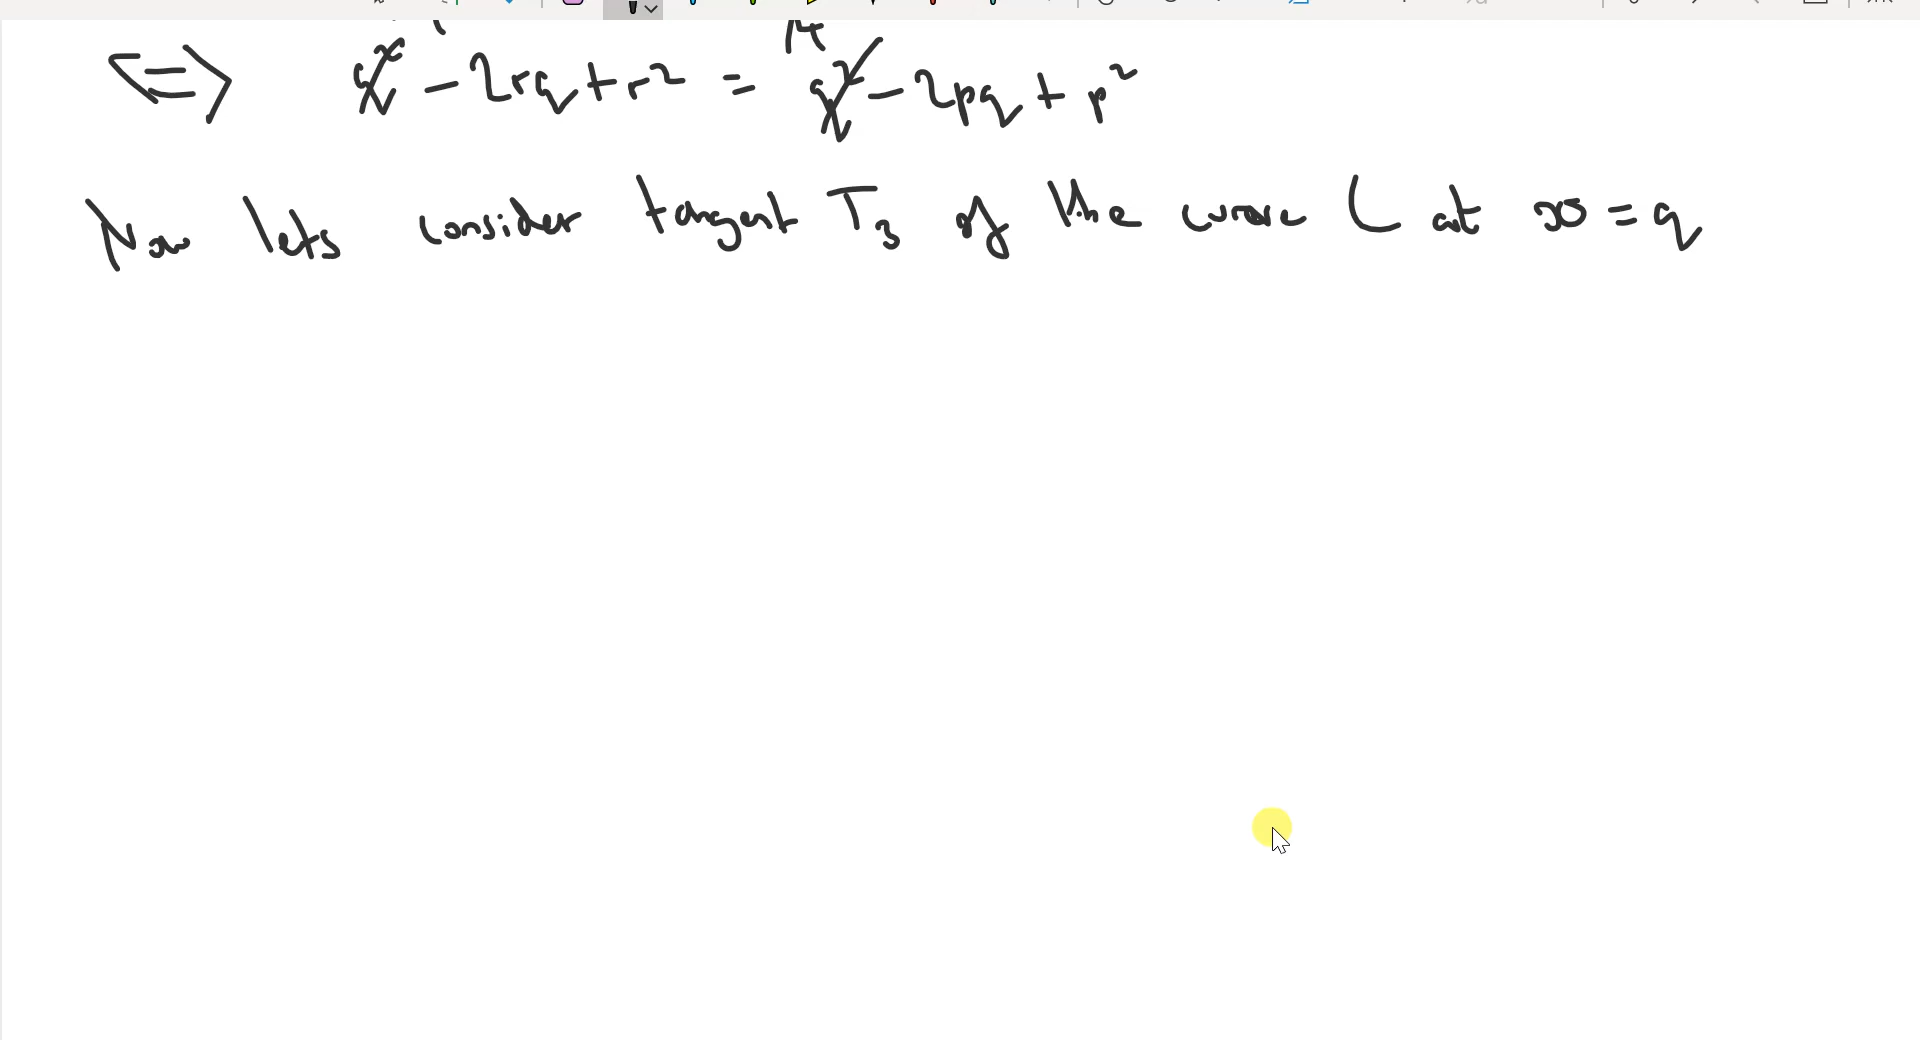 ⟺ q² − 2rq + r² = q² − 2pq + p²
Now lets consider tangent T₃ of the curve C at x = q